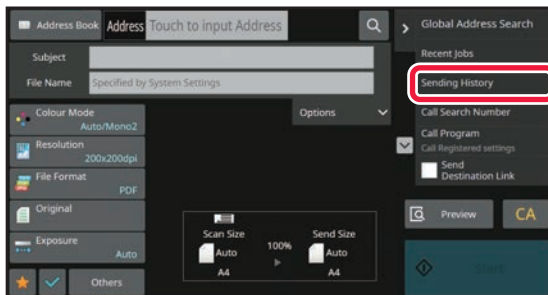 Address Book
Address
Touch to input Address
Subject
File Name
Specified by System Settings
Colour Mode
Auto/Mono2
Resolution
200x200dpi
File Format
PDF
Original
Exposure
Auto
Others
Options
Scan Size
Auto
A4
100%
Send Size
Auto
A4
Global Address Search
Recent Jobs
Sending History
Call Search Number
Call Program
Call Registered settings
Send
Destination Link
Preview
CA
Start